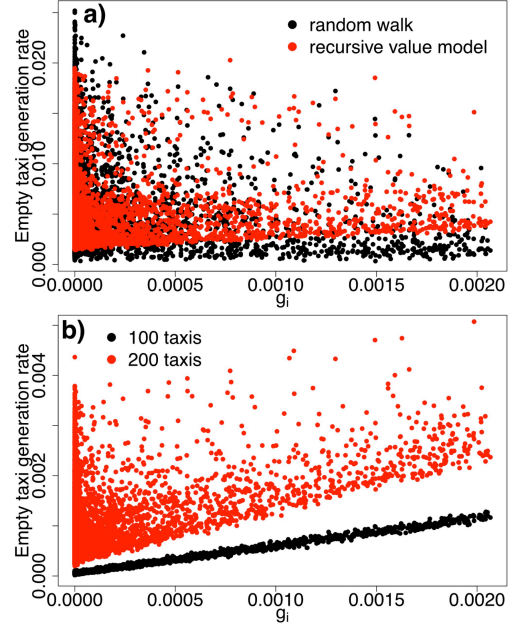 a)
random walk
recursive value model
Empty taxi generation rate
0.020
0.010
0.000
0.0000 0.0005 0.0010 0.0015 0.0020
gi
b)
100 taxis
200 taxis
Empty taxi generation rate
0.004
0.002
0.000
0.0000 0.0005 0.0010 0.0015 0.0020
gi